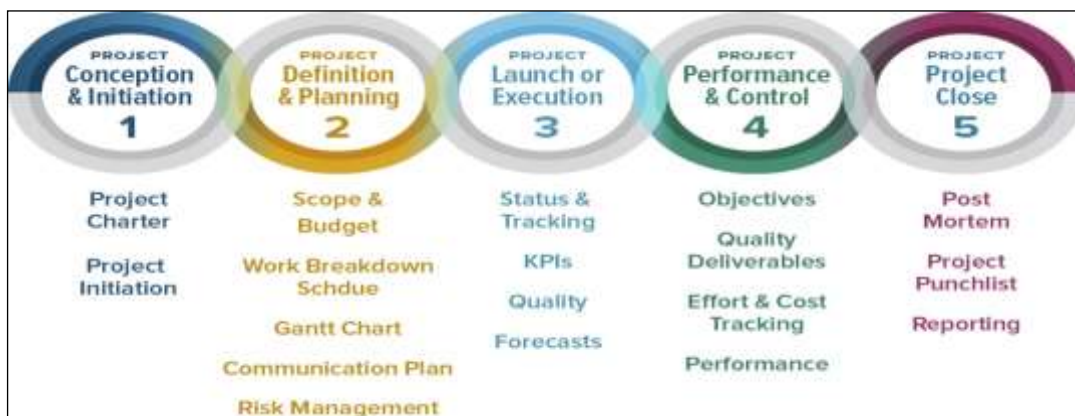 PROJECT
Conception
& Initiation
1
PROJECT
Definition
& Planning
2
PROJECT
Launch or
Execution
3
PROJECT
Performance
& Control
4
PROJECT
Project
Close
5
Project
Charter
Project
Initiation
Scope &
Budget
Work Breakdown
Schdue
Gantt Chart
Communication Plan
Risk Management
Status &
Tracking
KPIs
Quality
Forecasts
Objectives
Quality
Deliverables
Effort & Cost
Tracking
Performance
Post
Mortem
Project
Punchlist
Reporting